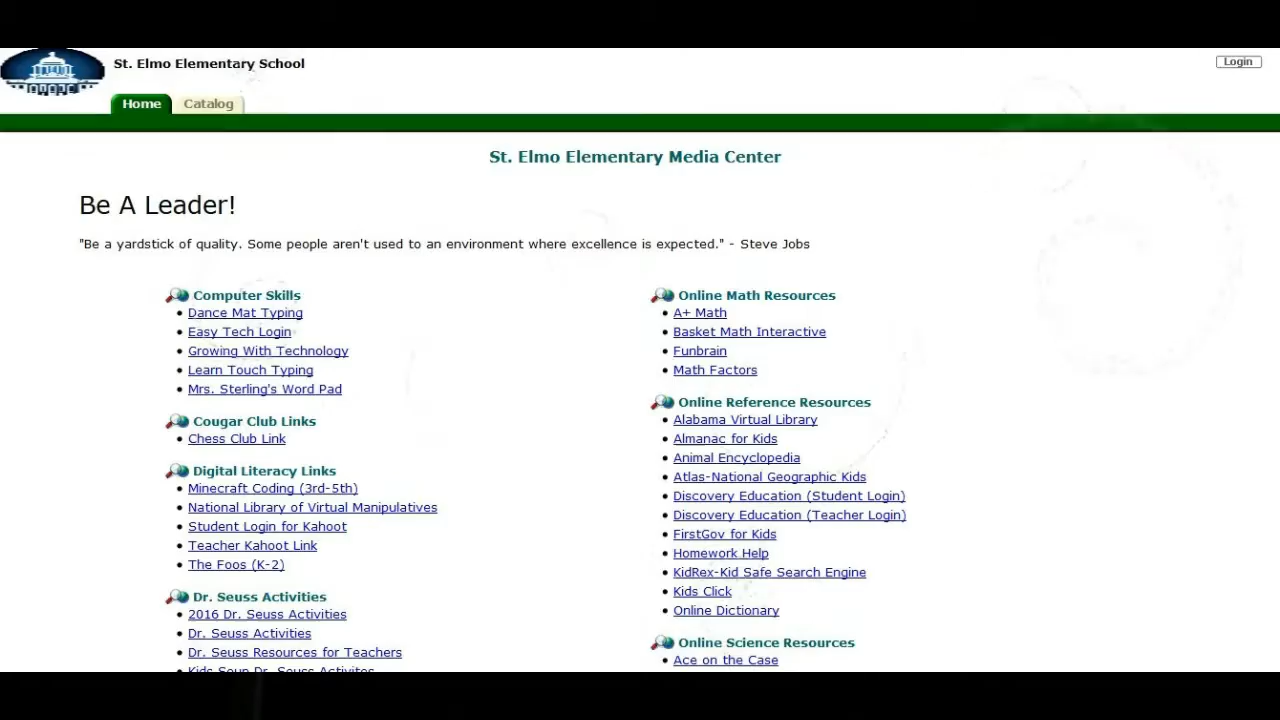 St. Elmo Elementary School
Login
Home
Catalog
St. Elmo Elementary Media Center
Be A Leader!
"Be a yardstick of quality. Some people aren't used to an environment where excellence is expected." - Steve Jobs
Computer Skills
Dance Mat Typing
Easy Tech Login
Growing With Technology
Learn Touch Typing
Mrs. Sterling's Word Pad
Cougar Club Links
Chess Club Link
Digital Literacy Links
Minecraft Coding (3rd-5th)
National Library of Virtual Manipulatives
Student Login for Kahoot
Teacher Kahoot Link
The Foos (K-2)
Dr. Seuss Activities
2016 Dr. Seuss Activities
Dr. Seuss Activities
Dr. Seuss Resources for Teachers
Kids Soup Dr. Seuss Activites
Online Math Resources
A+ Math
Basket Math Interactive
Funbrain
Math Factors
Online Reference Resources
Alabama Virtual Library
Almanac for Kids
Animal Encyclopedia
Atlas-National Geographic Kids
Discovery Education (Student Login)
Discovery Education (Teacher Login)
FirstGov for Kids
Homework Help
KidRex-Kid Safe Search Engine
Kids Click
Online Dictionary
Online Science Resources
Ace on the Case